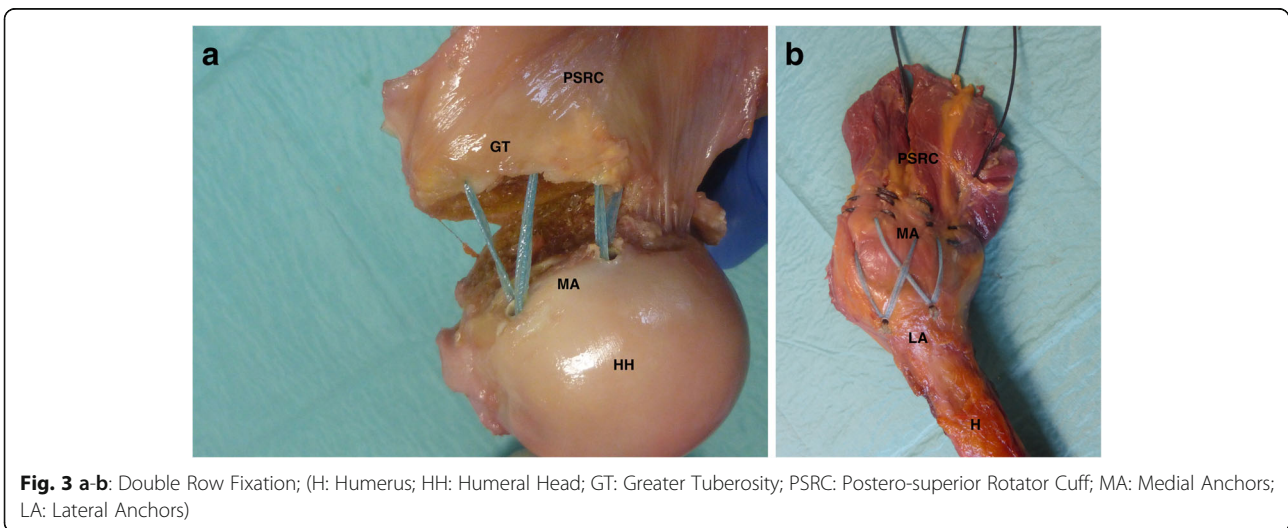 a
PSRC
GT
MA
HH
b
PSRC
MA
LA
H
Fig. 3 a-b: Double Row Fixation; (H: Humerus; HH: Humeral Head; GT: Greater Tuberosity; PSRC: Postero-superior Rotator Cuff; MA: Medial Anchors;
LA: Lateral Anchors)